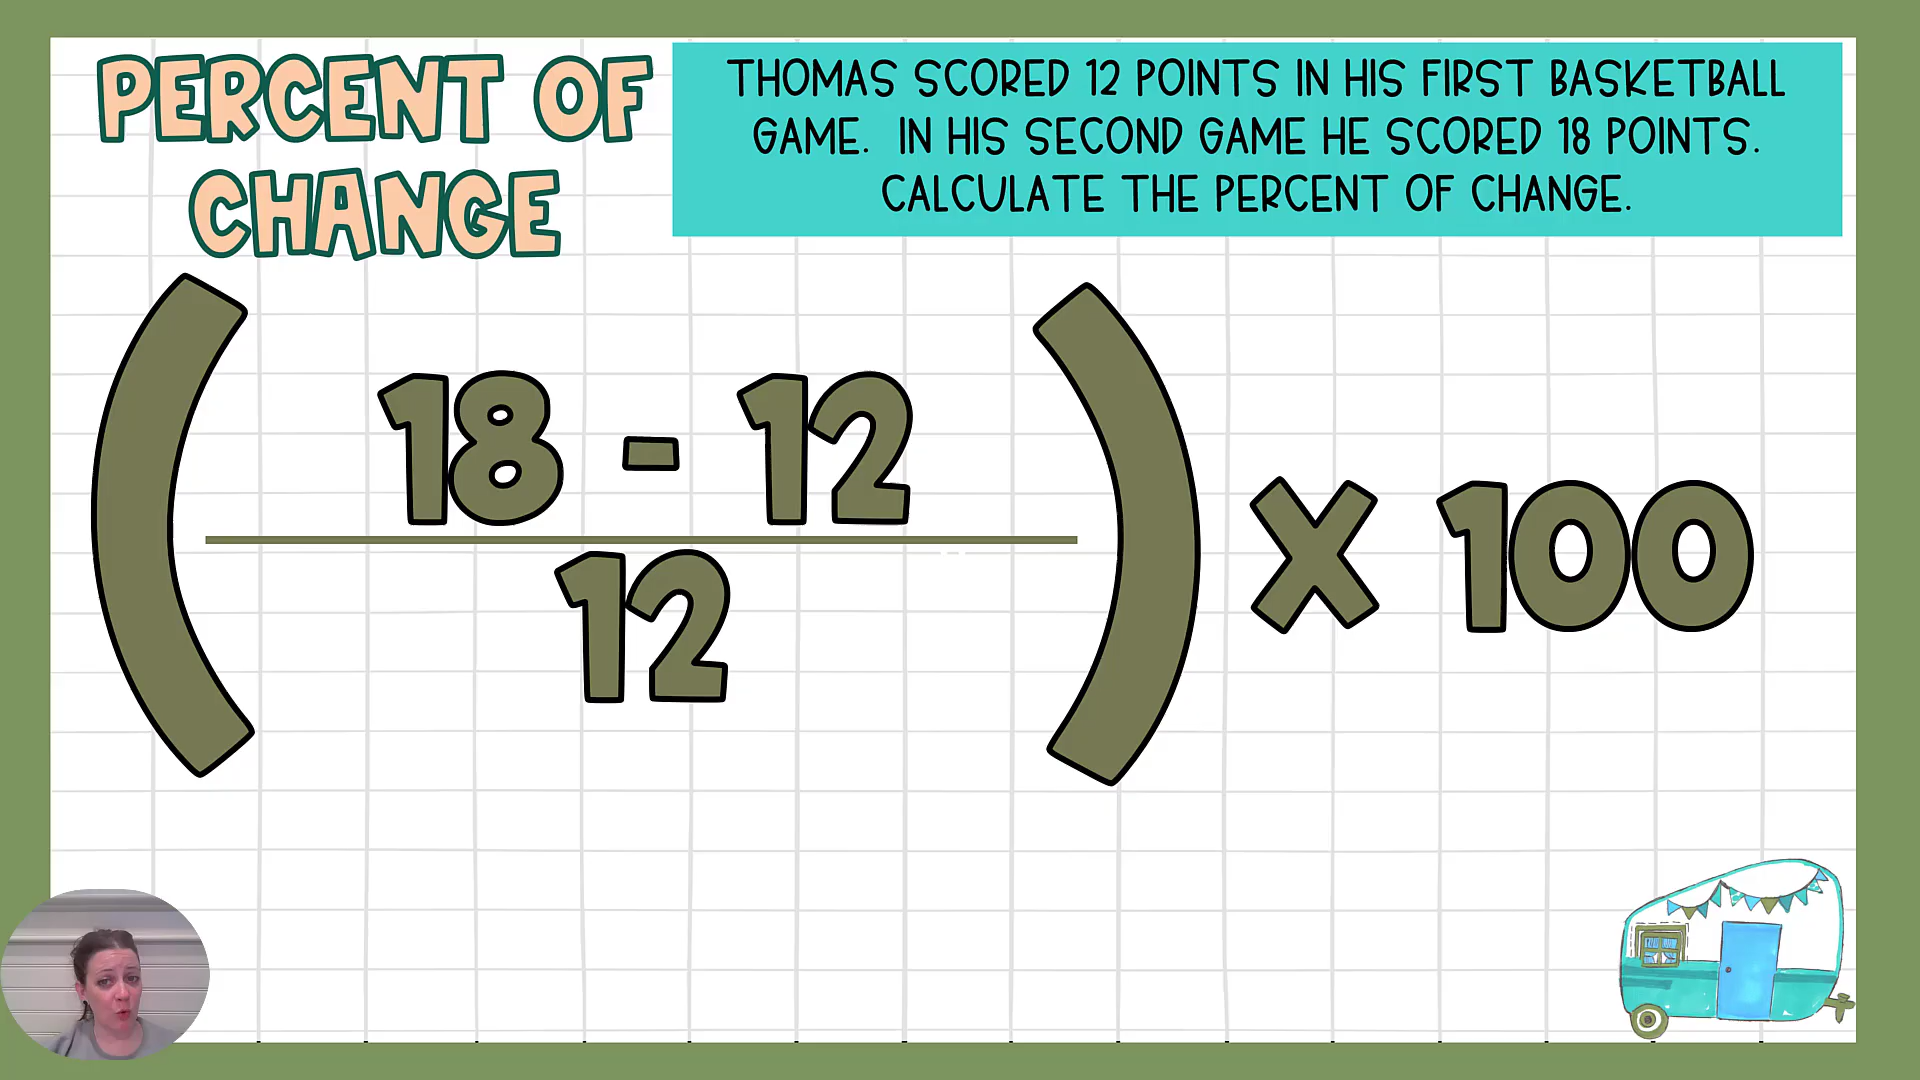 PERCENT OF
CHANGE
THOMAS SCORED 12 POINTS IN HIS FIRST BASKETBALL
GAME. IN HIS SECOND GAME HE SCORED 18 POINTS.
CALCULATE THE PERCENT OF CHANGE.
( 18 - 12
12 ) X 100